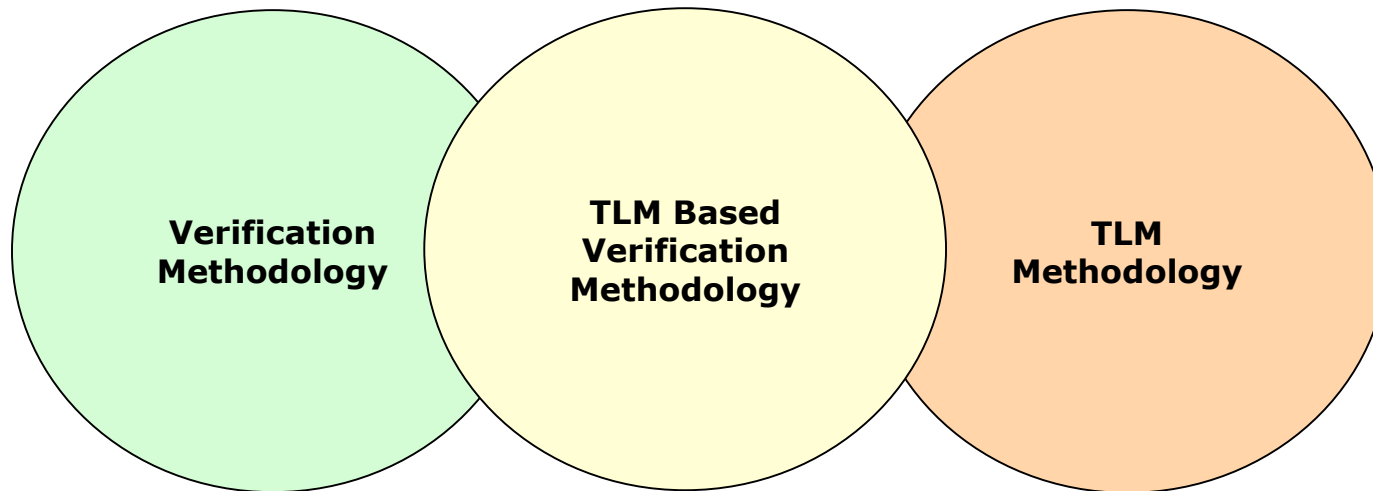 Verification
Methodology
TLM Based
Verification
Methodology
TLM
Methodology